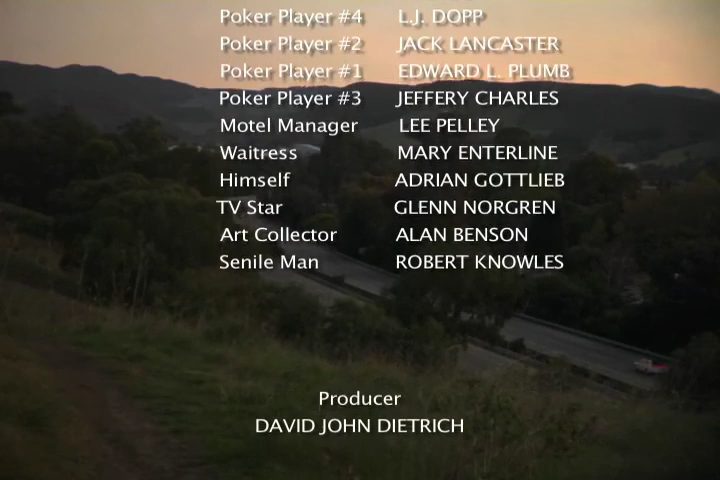 Poker Player #4 L.J. DOPP
Poker Player #2 JACK LANCASTER
Poker Player #1 EDWARD L. PLUMB
Poker Player #3 JEFFERY CHARLES
Motel Manager LEE PELLEY
Waitress MARY ENTERLINE
Himself ADRIAN GOTTLIEB
TV Star GLENN NORGREN
Art Collector ALAN BENSON
Senile Man ROBERT KNOWLES
Producer
DAVID JOHN DIETRICH